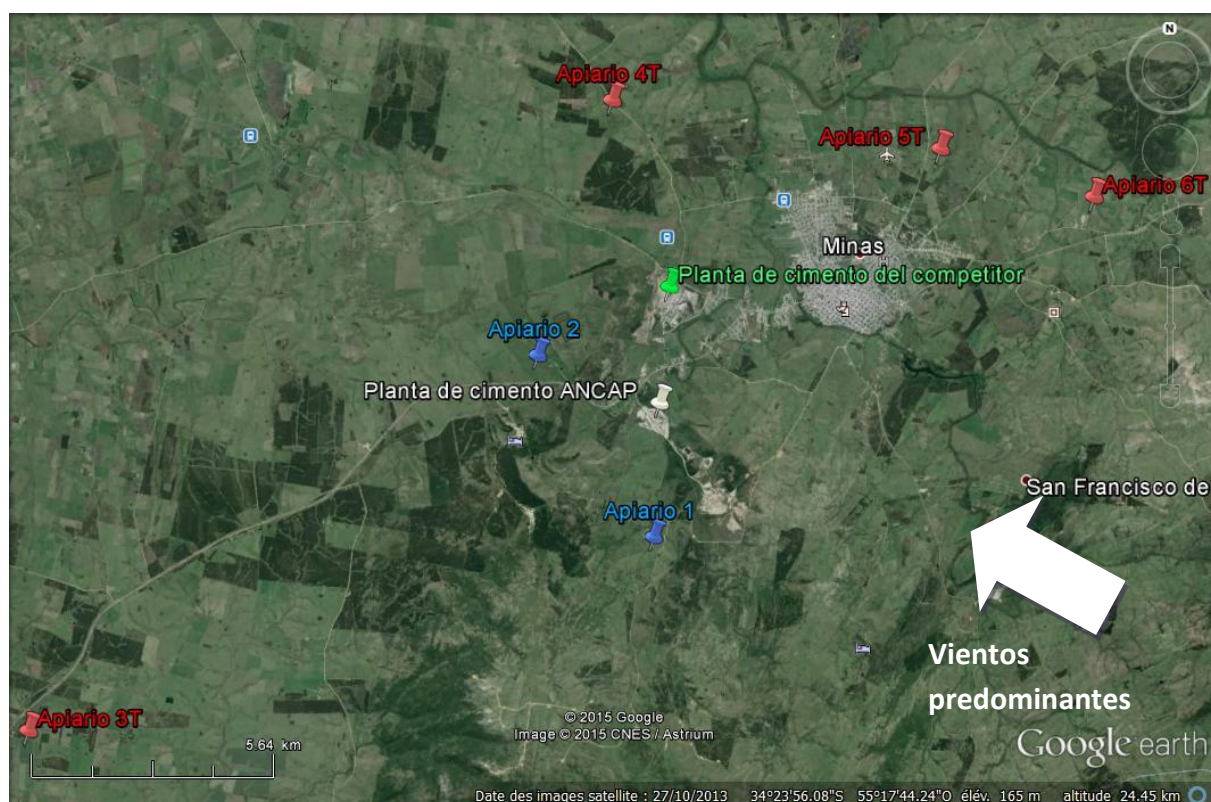 N
Apiario 4T
Apiario 5T
Apiario 6T
Minas
Planta de cimento del competitor
Apiario 2
Planta de cimento ANCAP
San Francisco de
Apiario 1
Vientos
predominantes
Apiario 3T
5.64 km
© 2015 Google
Image © 2015 CNES / Astrium
Google earth
Date des images satellite : 27/10/2013 34°23'56.08"S 55°17'44.24"O élév. 165 m altitude 24.45 km